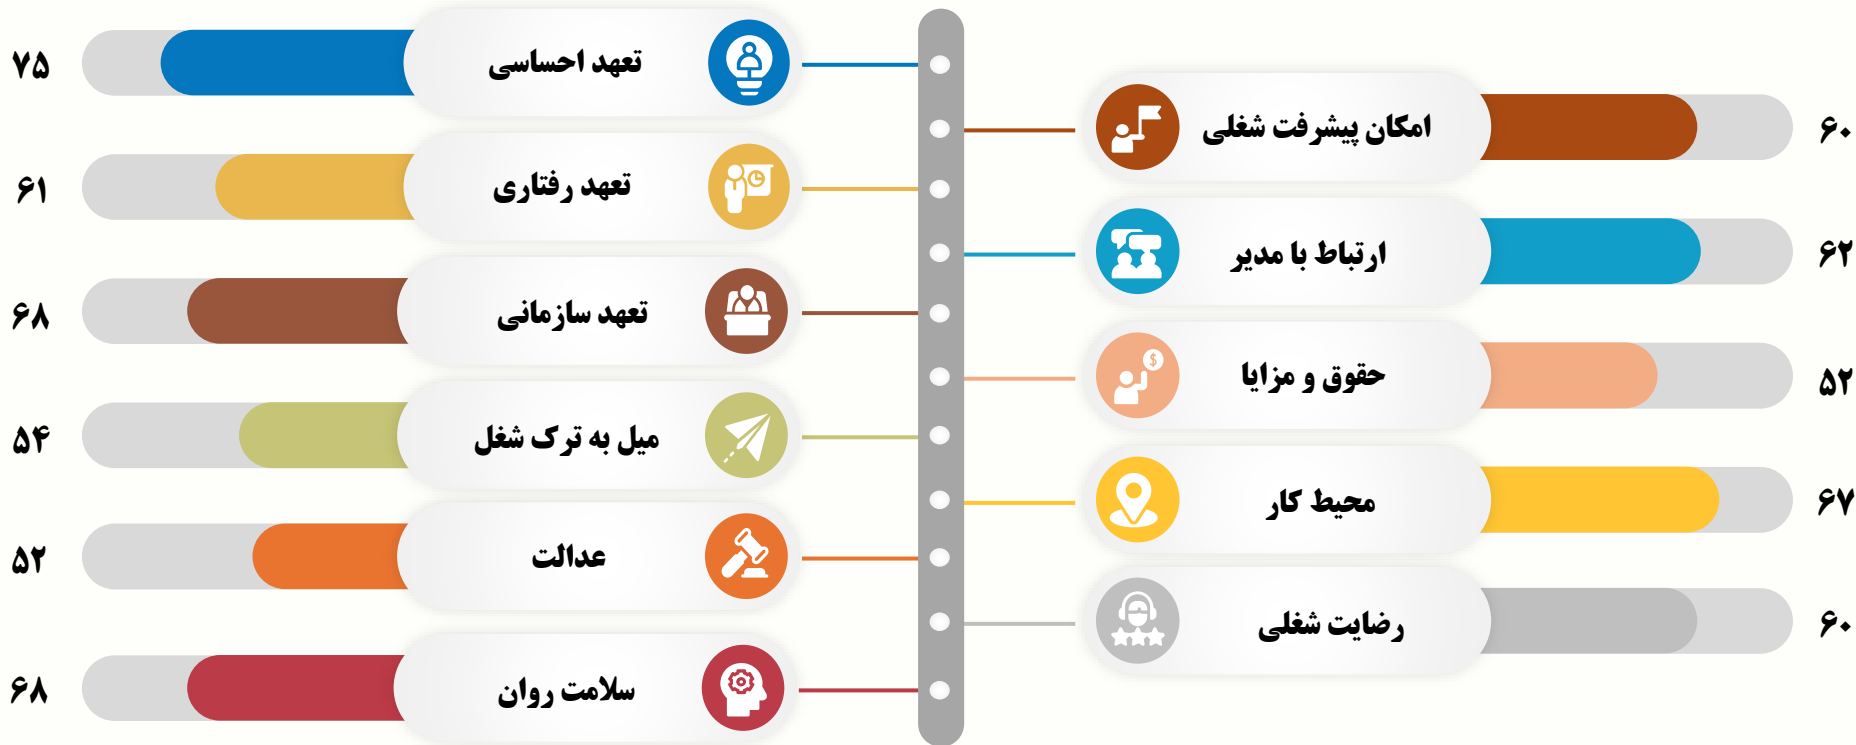 امکان پیشرفت شغلی ۶۰
ارتباط با مدیر ۶۲
حقوق و مزایا ۵۲
محیط کار ۶۷
رضایت شغلی ۶۰
تعهد احساسی ۷۵
تعهد رفتاری ۶۱
تعهد سازمانی ۶۸
میل به ترک شغل ۵۴
عدالت ۵۲
سلامت روان ۶۸